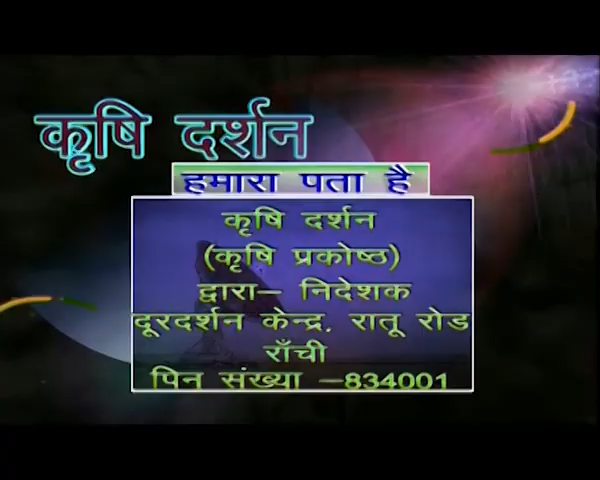 कृषि दर्शन
हमारा पता है
कृषि दर्शन
(कृषि प्रकोष्ठ)
द्वारा– निदेशक
दूरदर्शन केन्द्र, रातू रोड
राँची
पिन संख्या –834001